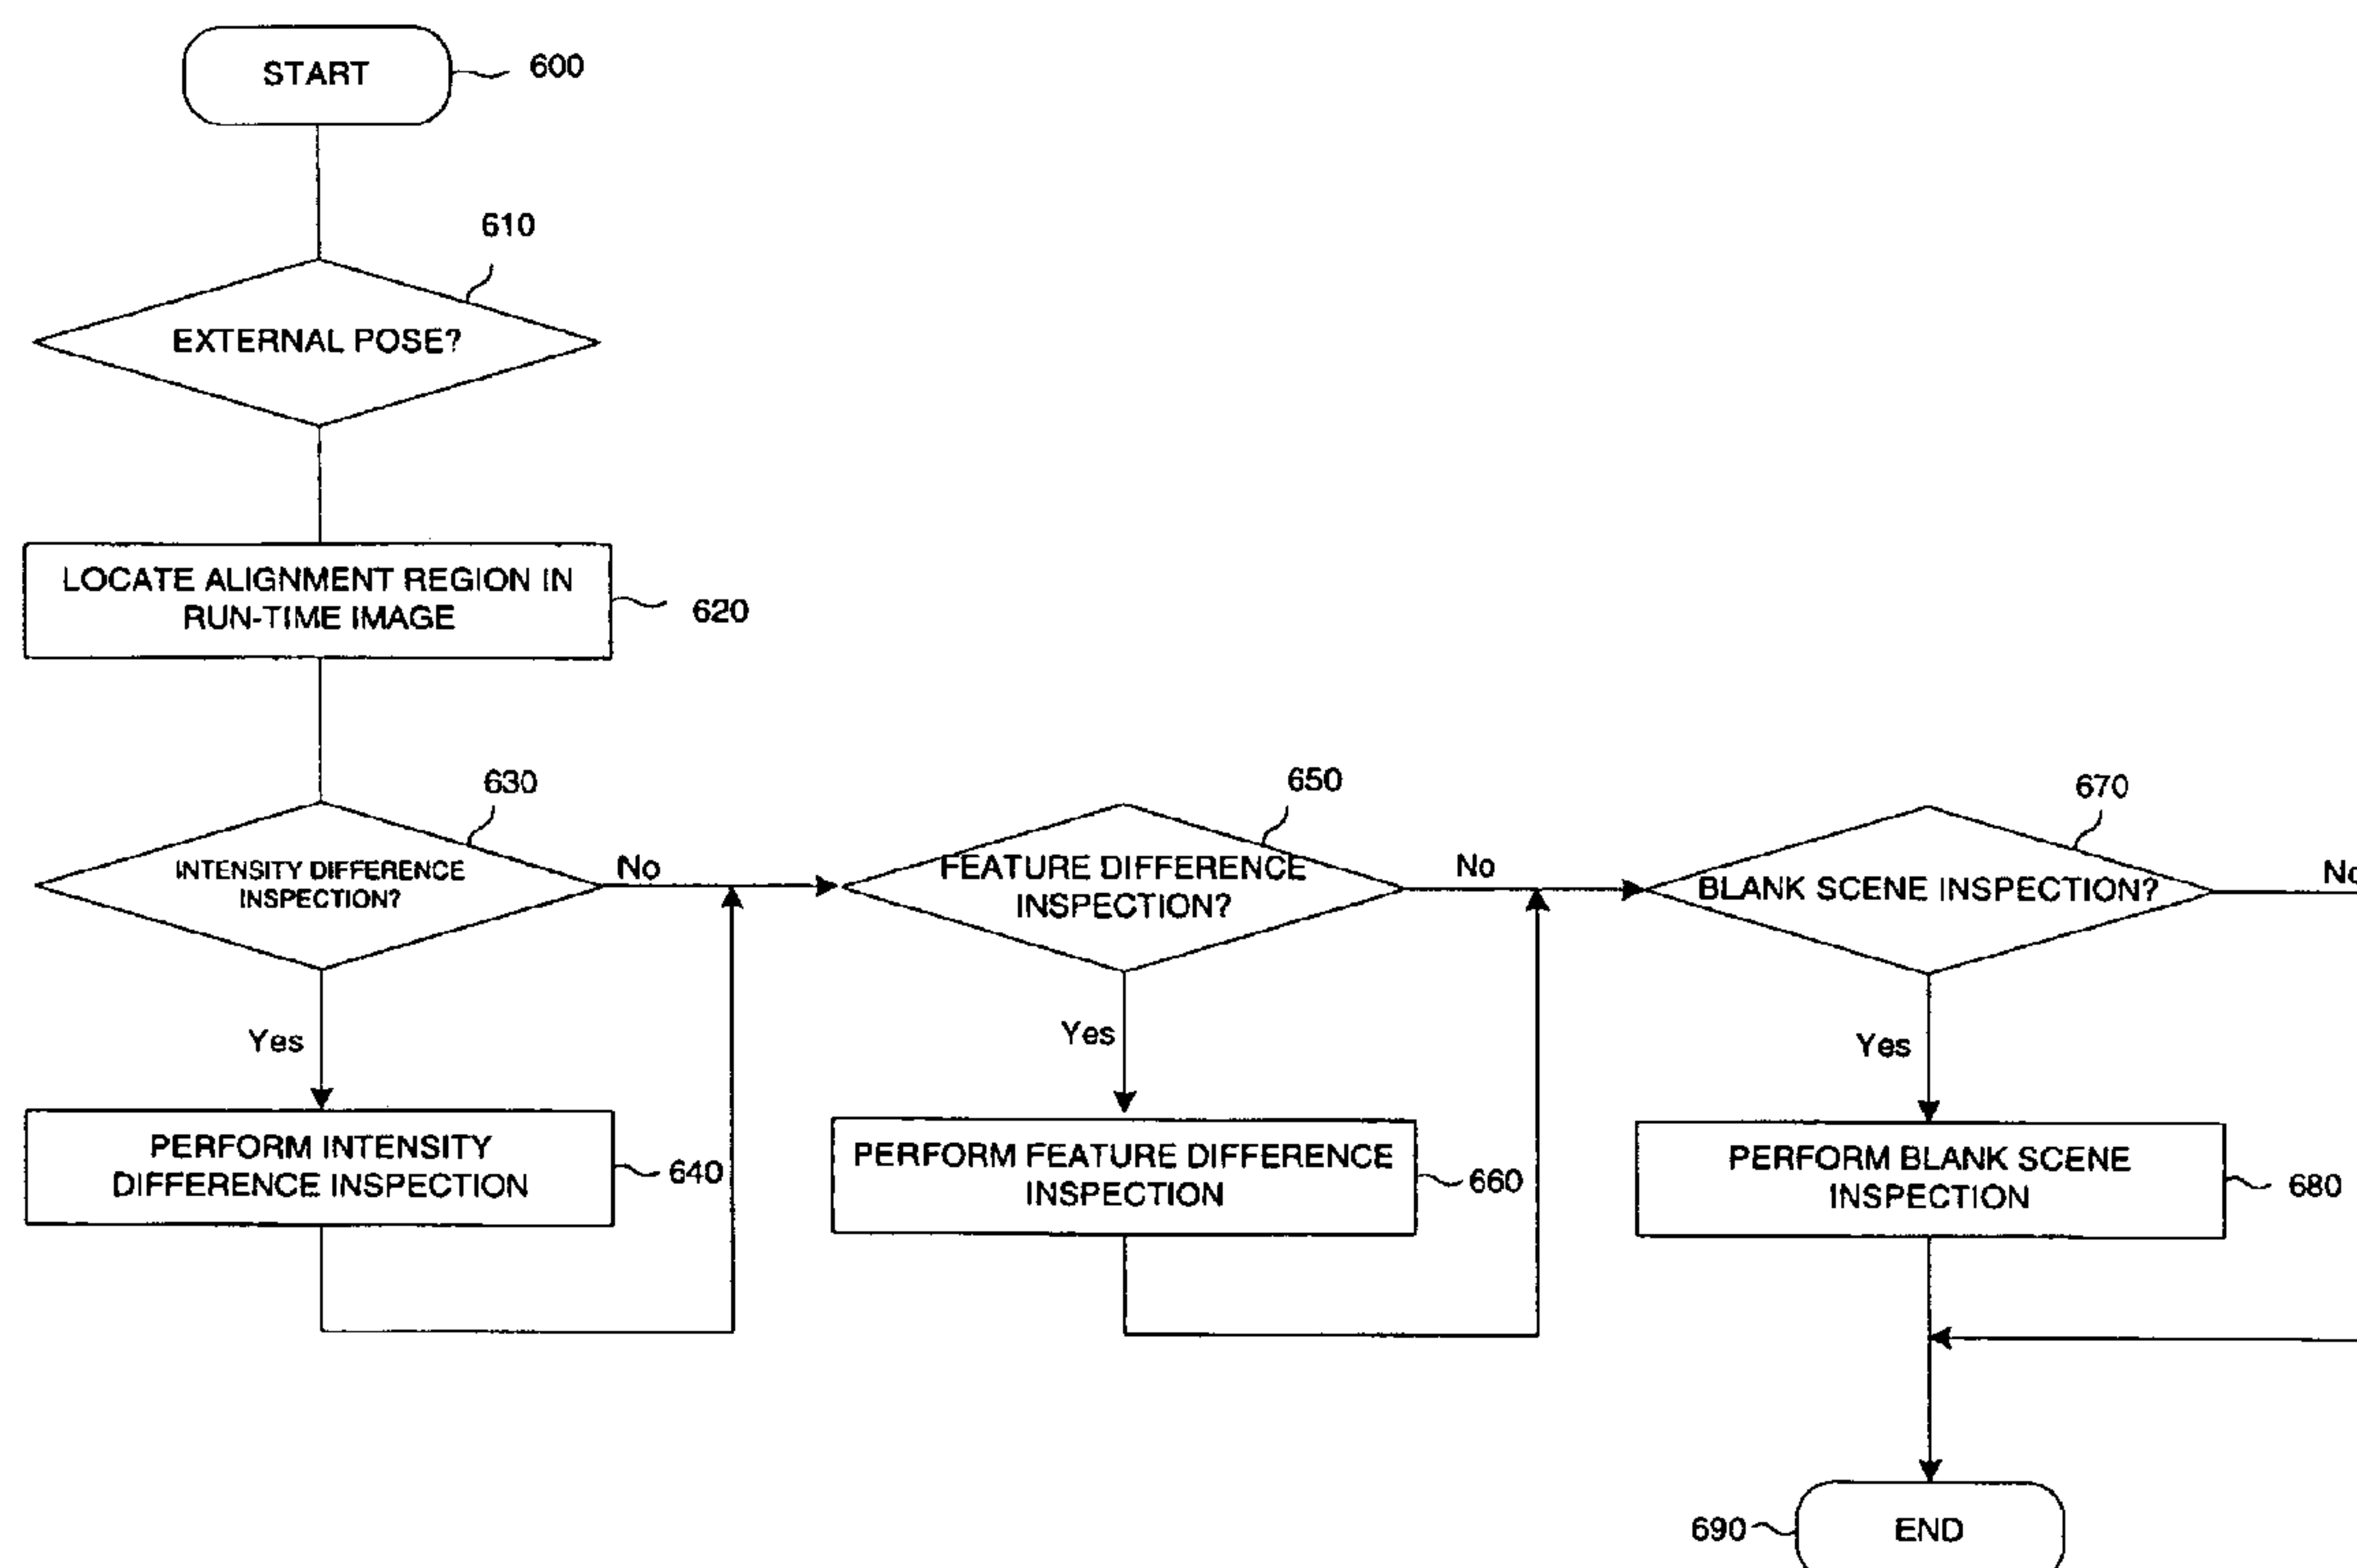 START
600
610
EXTERNAL POSE?
LOCATE ALIGNMENT REGION IN
RUN-TIME IMAGE
620
630
INTENSITY DIFFERENCE
INSPECTION?
No
Yes
PERFORM INTENSITY
DIFFERENCE INSPECTION
640
650
FEATURE DIFFERENCE
INSPECTION?
No
Yes
PERFORM FEATURE DIFFERENCE
INSPECTION
660
670
BLANK SCENE INSPECTION?
No
Yes
PERFORM BLANK SCENE
INSPECTION
680
690
END